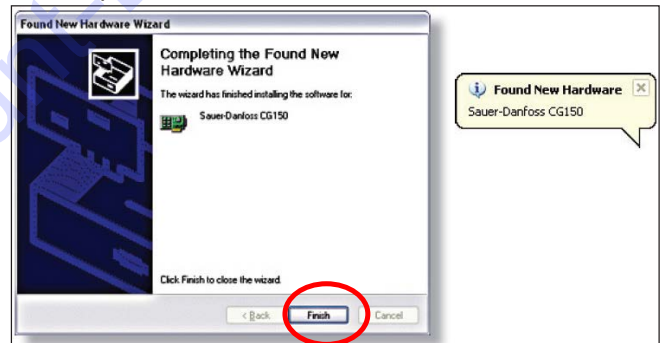 Found New Hardware Wizard
Completing the Found New
Hardware Wizard
The wizard has finished installing the software for:
Sauer-Danfoss CG150
Click Finish to close the wizard.
< Back
Finish
Cancel
Found New Hardware
Sauer-Danfoss CG150